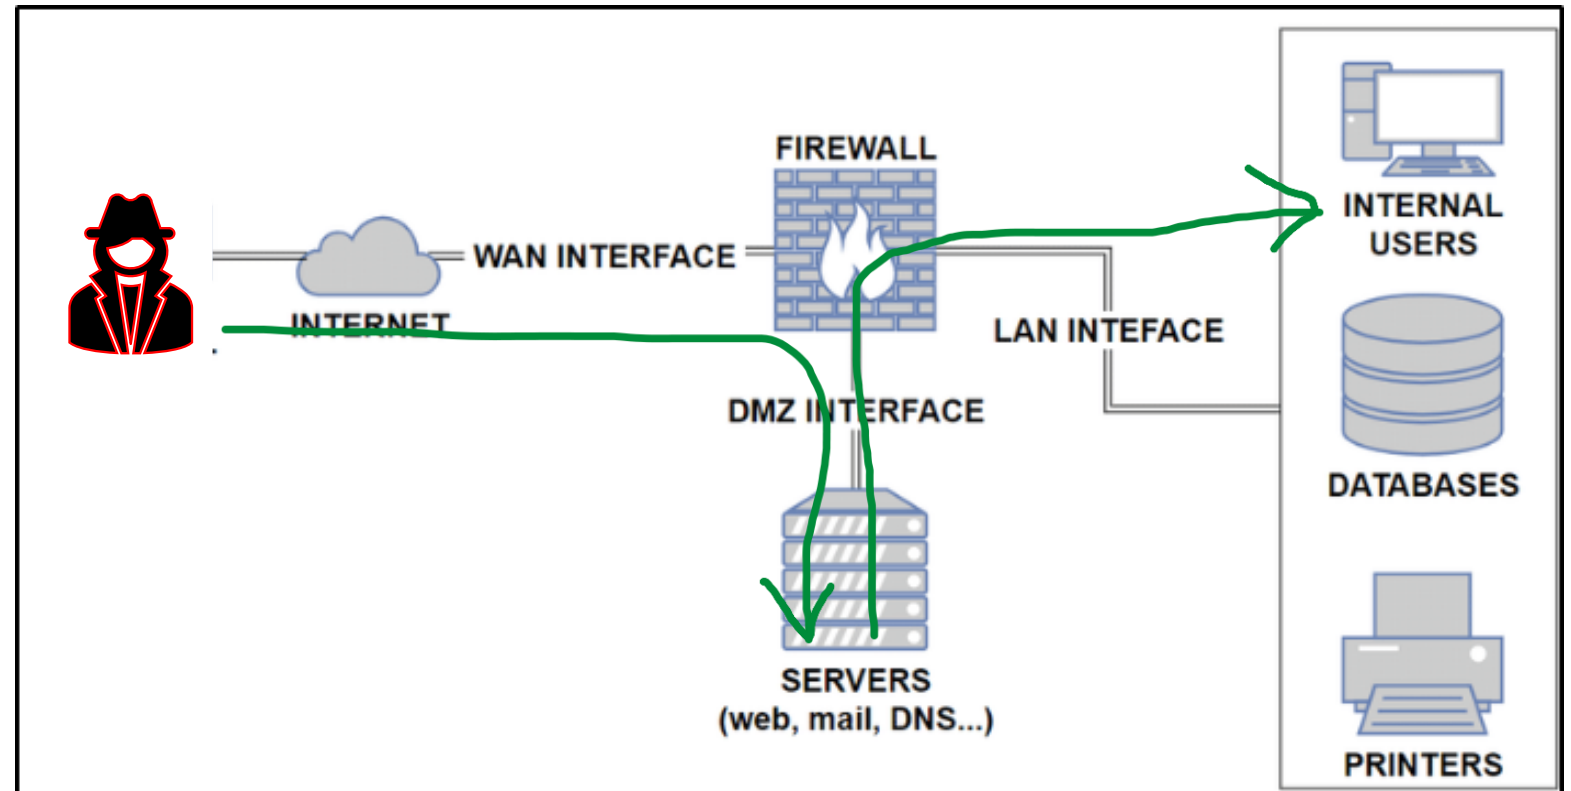 FIREWALL
WAN INTERFACE
INTERNET
LAN INTEFACE
DMZ INTERFACE
SERVERS
(web, mail, DNS...)
INTERNAL
USERS
DATABASES
PRINTERS